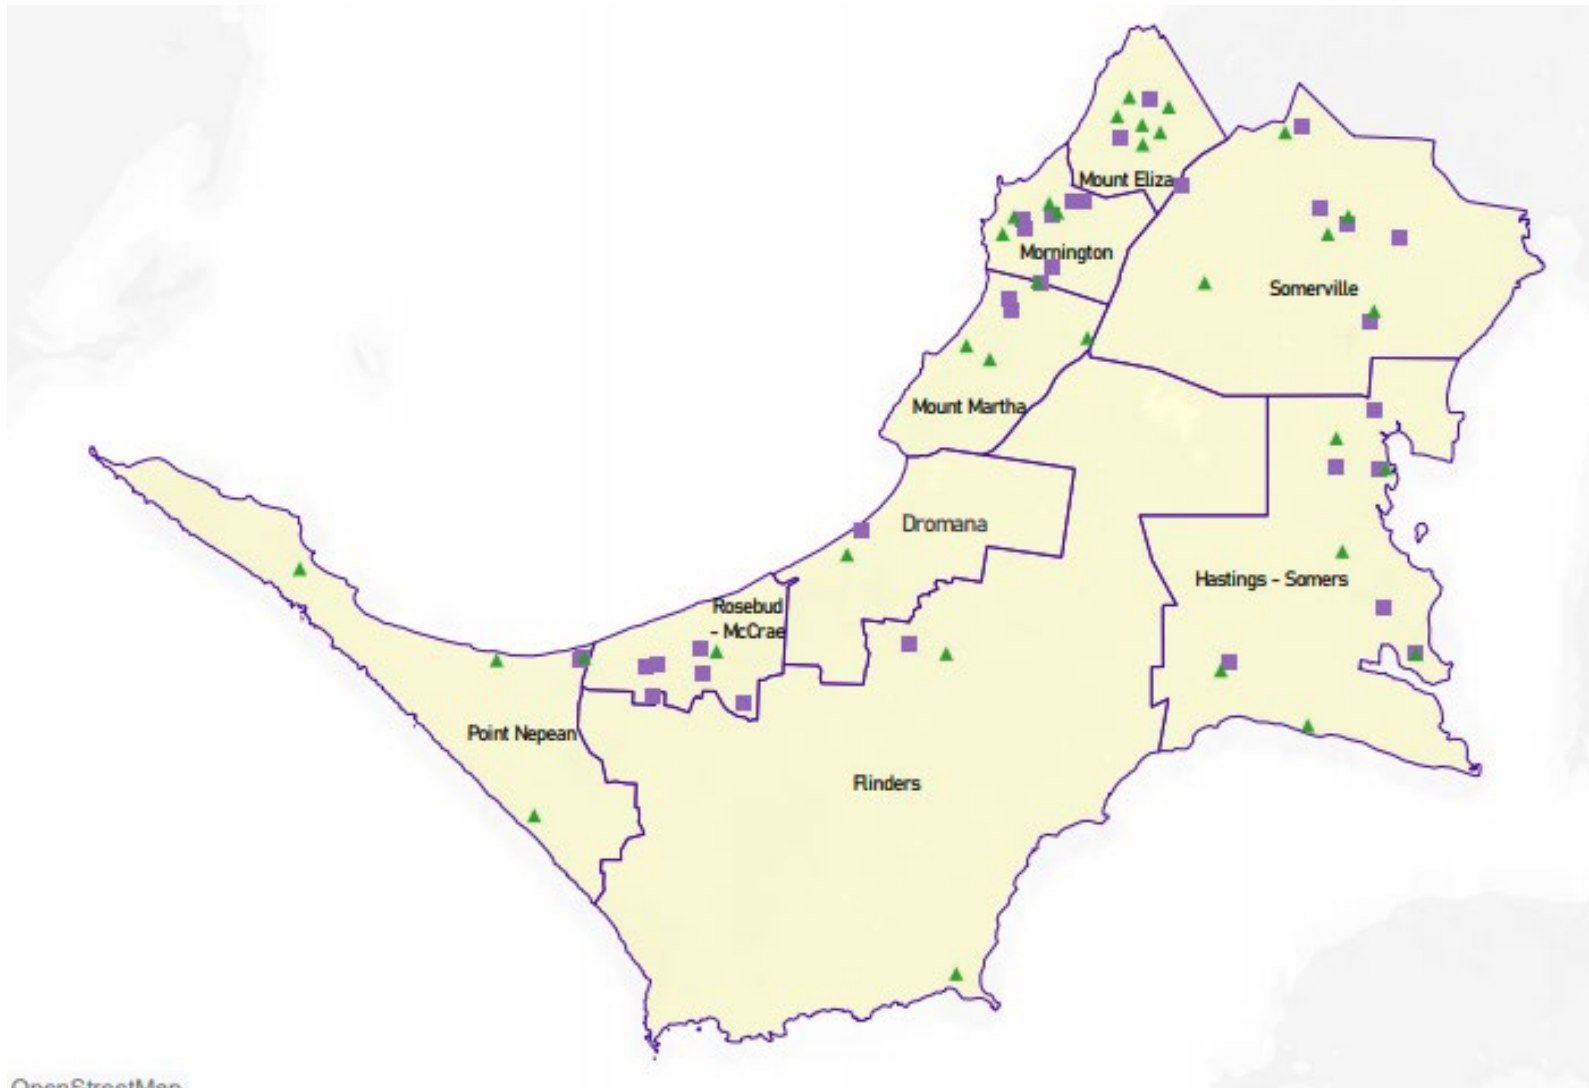 Mount Eliza
Mornington
Somerville
Mount Martha
Dromana
Hastings - Somers
Rosebud
- McCrae
Point Nepean
Flinders
OpenStreetMap